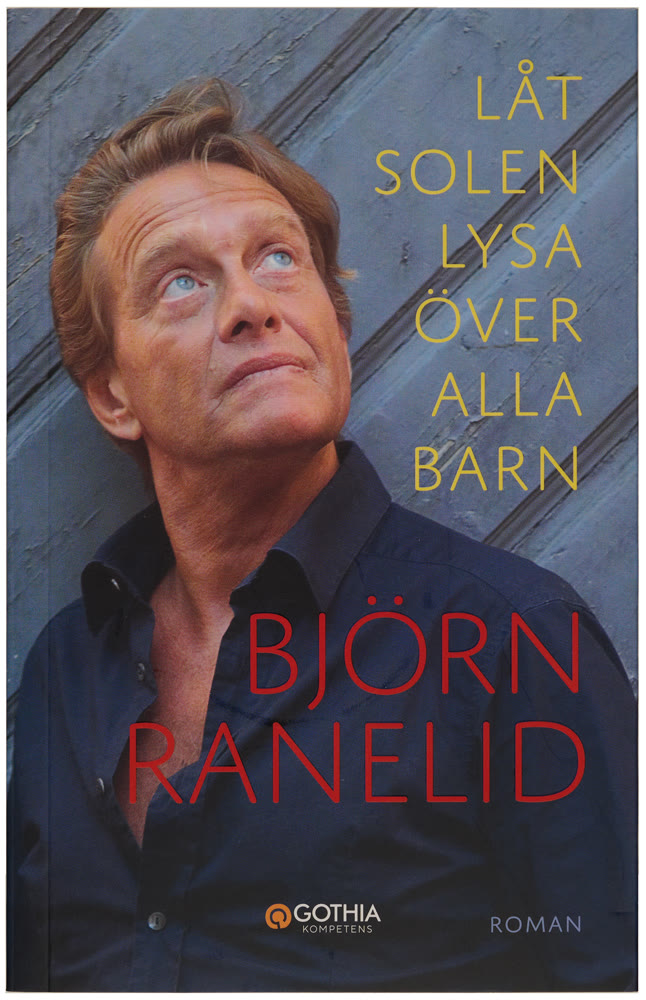 LÅT
SOLEN
LYSA
ÖVER
ALLA
BARN
BJÖRN
RANELID
GOTHIA
KOMPETENS
ROMAN